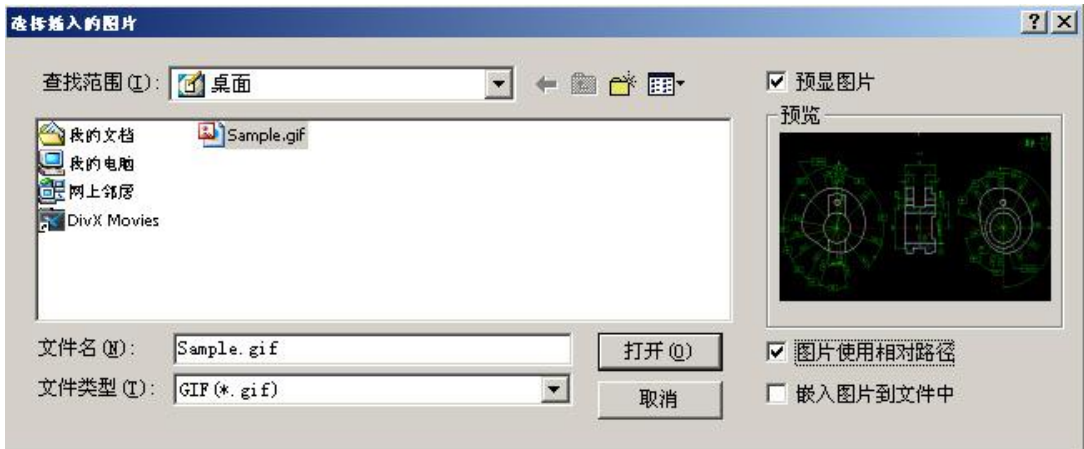 选择插入的图片
查找范围(I): 桌面
预显图片
我的文档
Sample.gif
我的电脑
网上邻居
DivX Movies
预览
文件名(N): Sample.gif
打开(O)
图片使用相对路径
文件类型(T): GIF(*.gif)
取消
嵌入图片到文件中